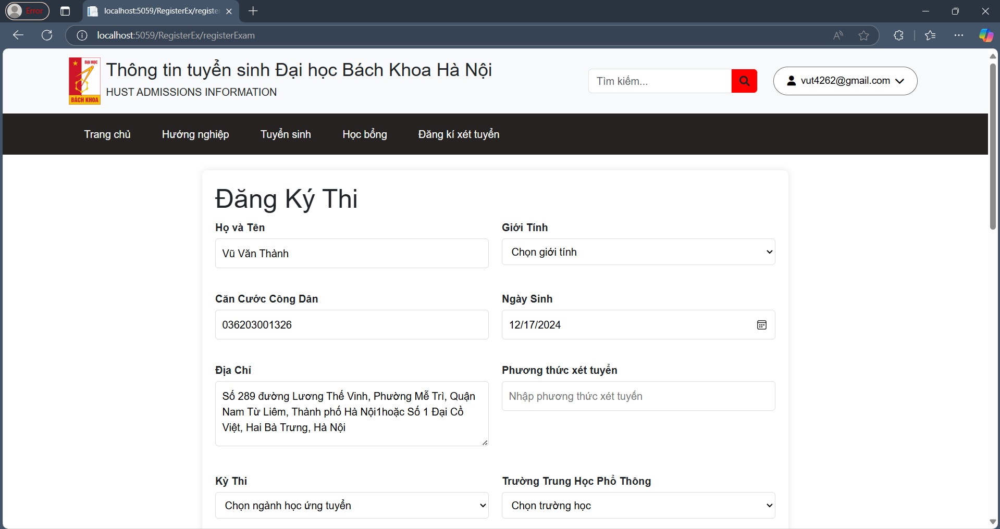 Error
localhost:5059/RegisterEx/registe
localhost:5059/RegisterEx/registerExam
ĐẠI HỌC
BÁCH KHOA
Thông tin tuyển sinh Đại học Bách Khoa Hà Nội
HUST ADMISSIONS INFORMATION
Tìm kiếm...
vut4262@gmail.com
Trang chủ
Hướng nghiệp
Tuyển sinh
Học bổng
Đăng kí xét tuyển
Đăng Ký Thi
Họ và Tên
Vũ Văn Thành
Giới Tính
Chọn giới tính
Căn Cước Công Dân
036203001326
Ngày Sinh
12/17/2024
Địa Chỉ
Số 289 đường Lương Thế Vinh, Phường Mễ Trì, Quận
Nam Từ Liêm, Thành phố Hà Nội1hoặc Số 1 Đại Cồ
Việt, Hai Bà Trưng, Hà Nội
Phương thức xét tuyển
Nhập phương thức xét tuyển
Kỳ Thi
Chọn ngành học ứng tuyển
Trường Trung Học Phổ Thông
Chọn trường học